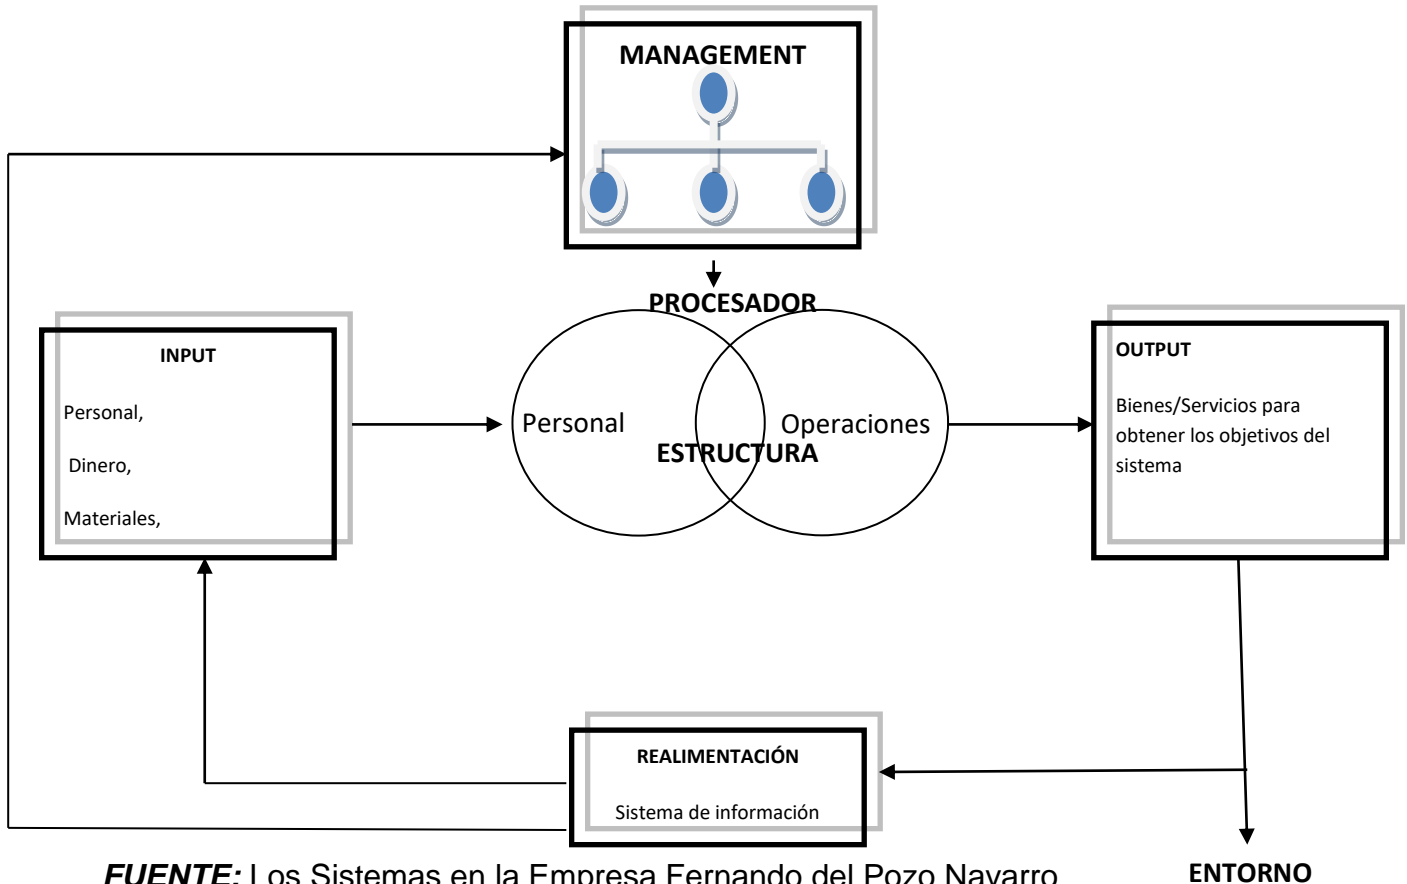 MANAGEMENT
PROCESADOR
INPUT
Personal,
Dinero,
Materiales,
Personal
Operaciones
ESTRUCTURA
OUTPUT
Bienes/Servicios para
obtener los objetivos del
sistema
REALIMENTACIÓN
Sistema de información
FUENTE: Los Sistemas en la Empresa Fernando del Pozo Navarro
ENTORNO